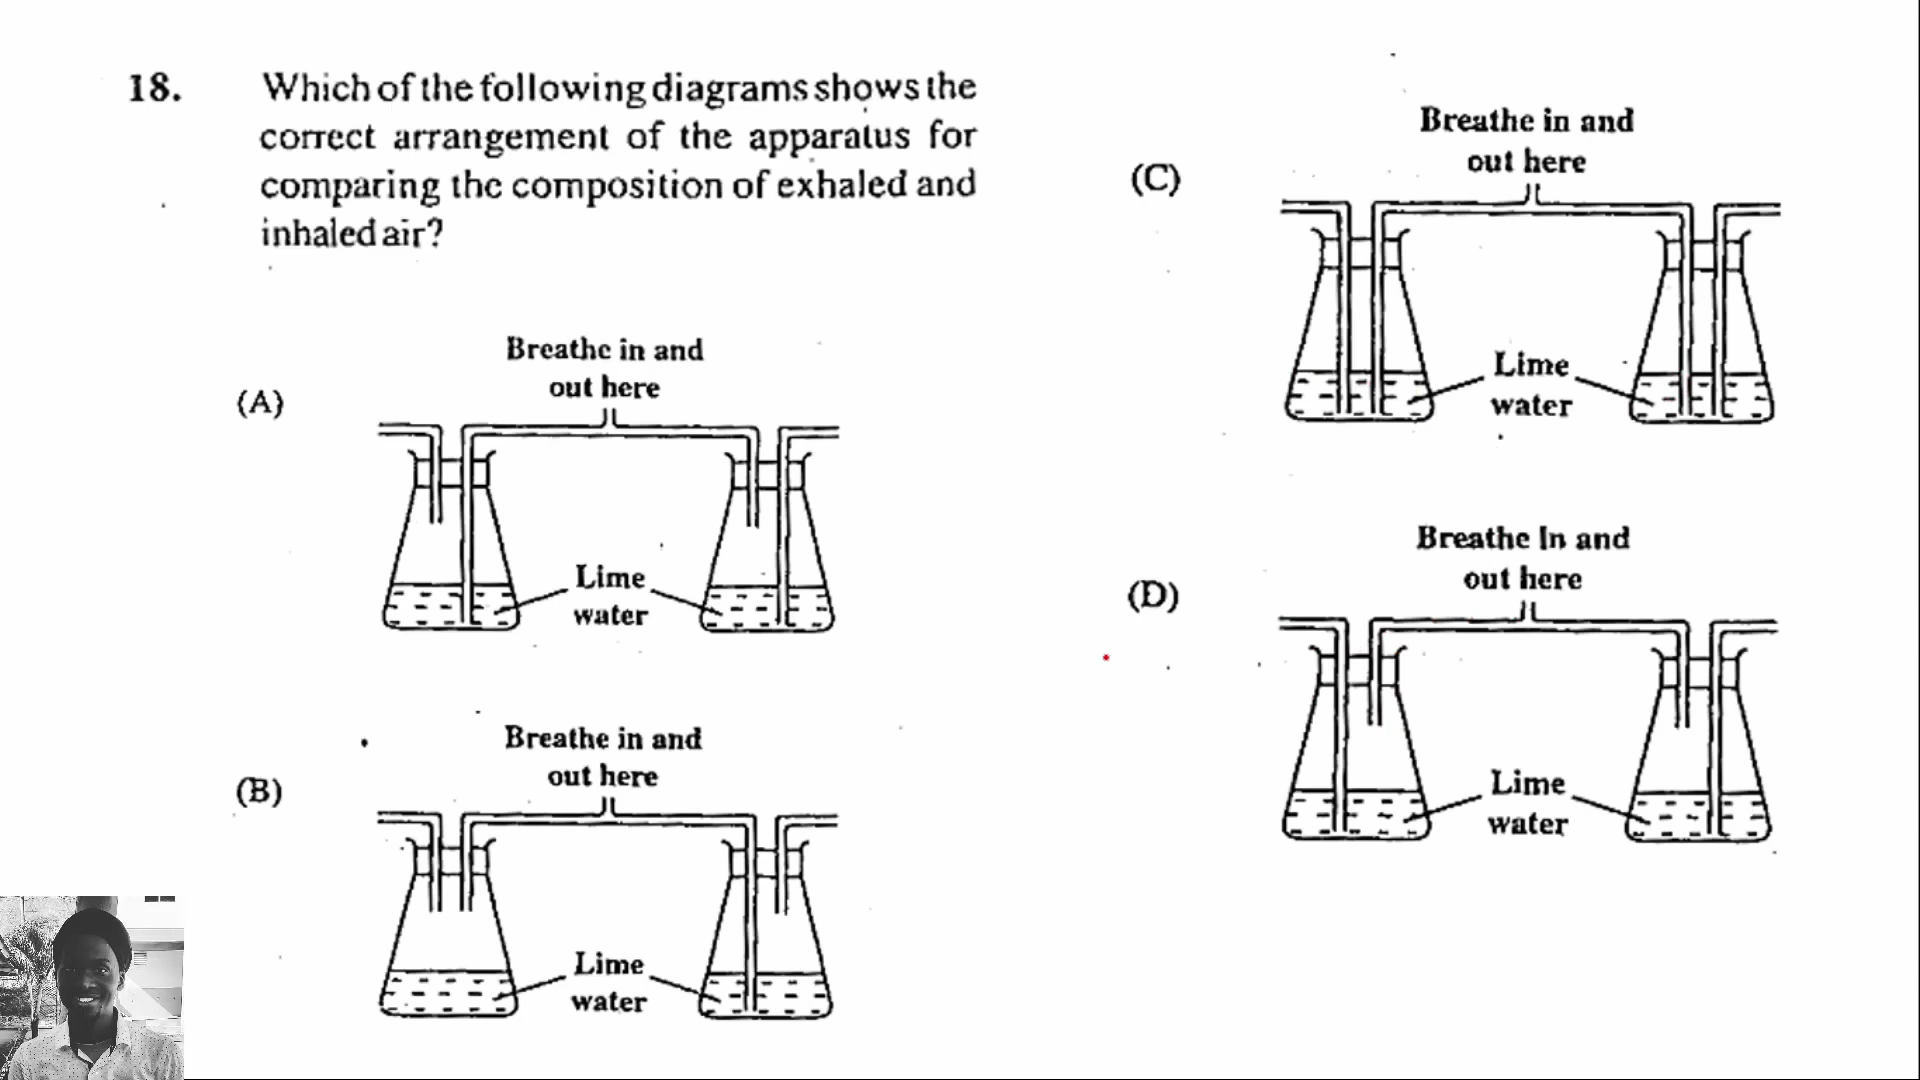 18. Which of the following diagrams shows the
correct arrangement of the apparatus for
comparing the composition of exhaled and
inhaled air?
(A)
Breathe in and
out here
Lime
water
(B)
Breathe in and
out here
Lime
water
(C)
Breathe in and
out here
Lime
water
(D)
Breathe In and
out here
Lime
water